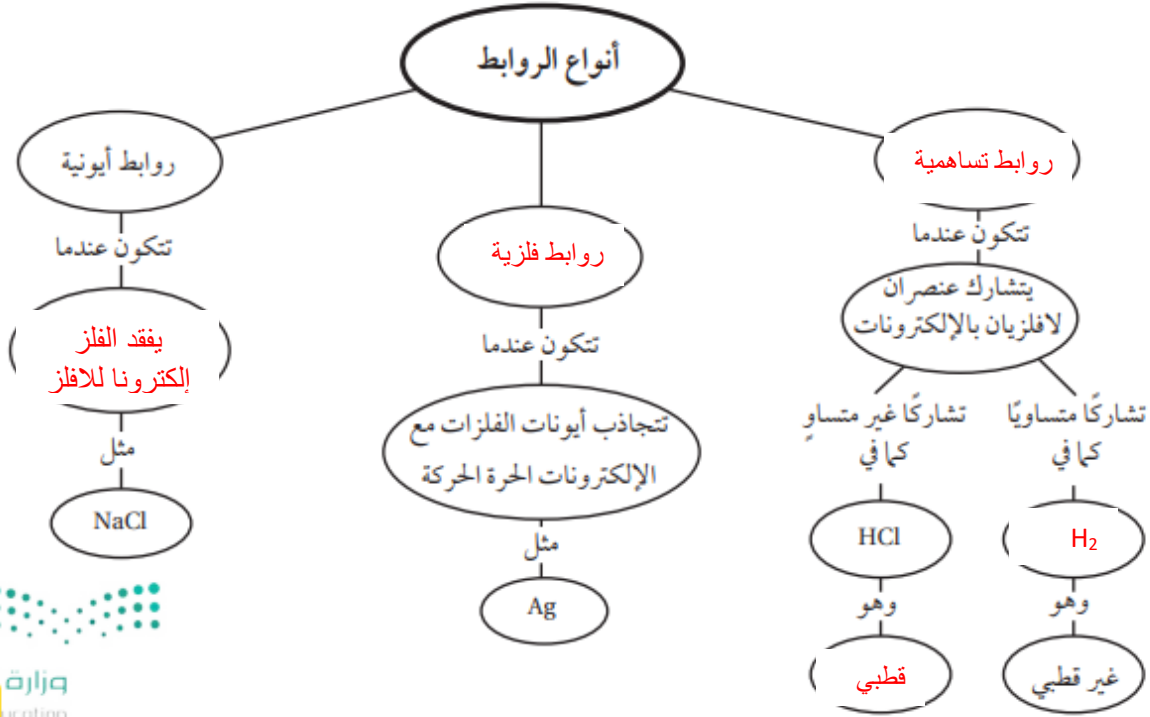 أنواع الروابط
روابط تساهمية
تتكون عندما
يتشارك عنصران
لافلزيان بالإلكترونات
تشاركًا متساويًا
كما في
H₂
وهو
غير قطبي
تشاركًا غير متساوٍ
كما في
HCl
وهو
قطبي
روابط فلزية
تتكون عندما
تتجاذب أيونات الفلزات مع
الإلكترونات الحرة الحركة
مثل
Ag
روابط أيونية
تتكون عندما
يفقد الفلز
إلكترونا للافلز
مثل
NaCl
وزارة